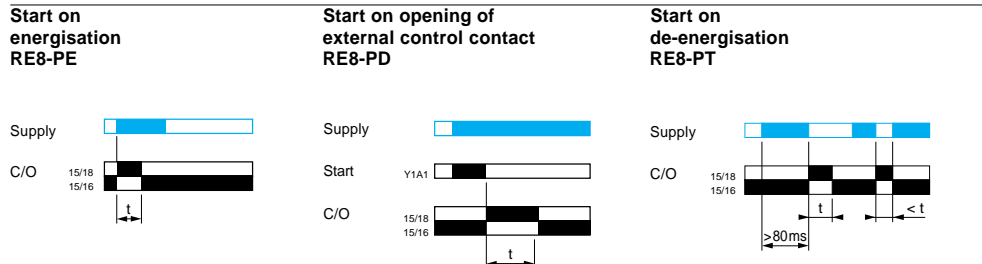 Start on
energisation
RE8-PE
Supply
C/O
15/18
15/16
t
Start on opening of
external control contact
RE8-PD
Supply
Start
Y1A1
C/O
15/18
15/16
t
Start on
de-energisation
RE8-PT
Supply
C/O
15/18
15/16
t
< t
>80ms